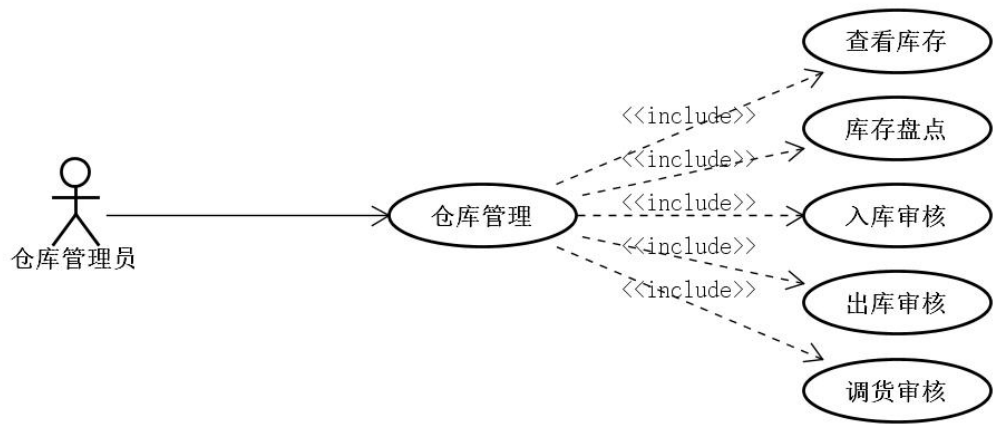 查看库存
<<include>>
库存盘点
<<include>>
仓库管理员
仓库管理
<<include>>
入库审核
<<include>>
出库审核
<<include>>
调货审核